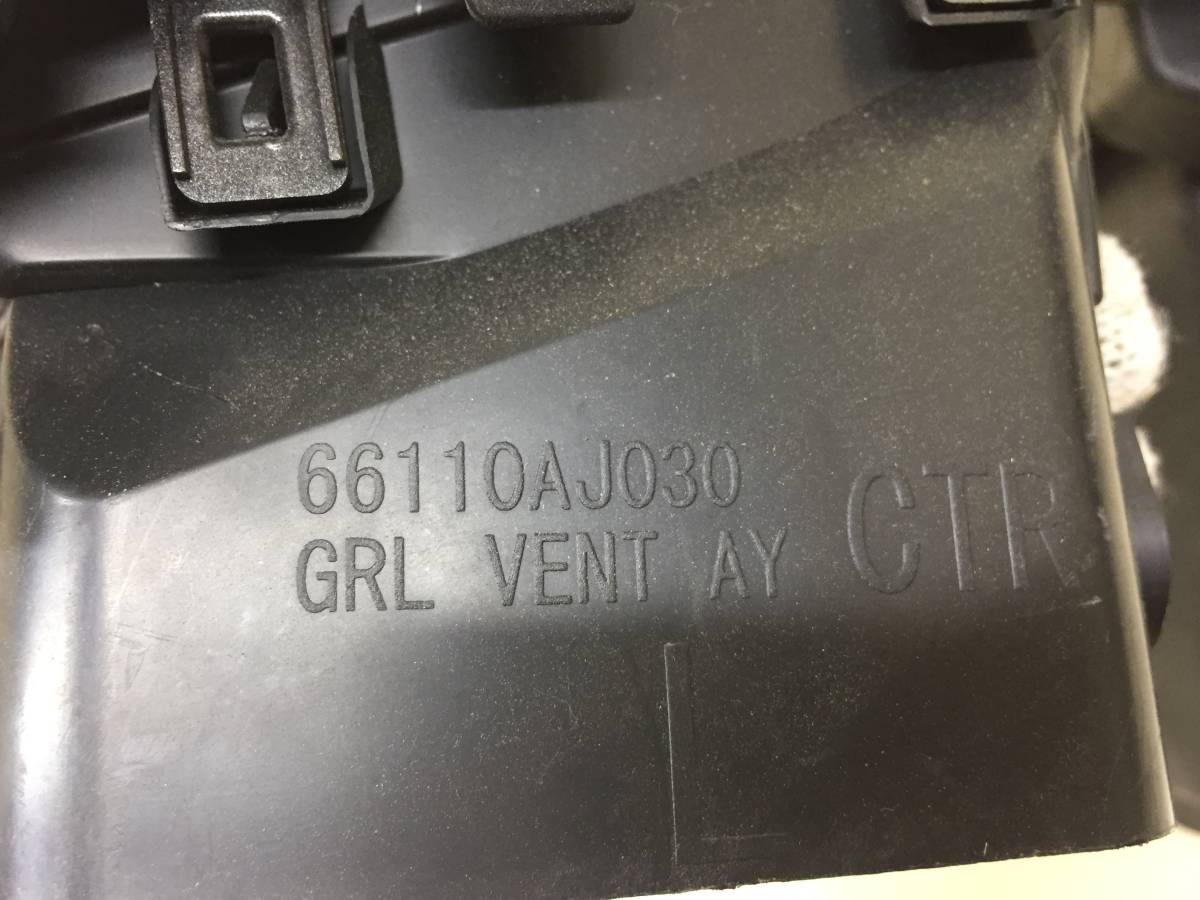 66110AJ030
GRL VENT AY
CTR
L